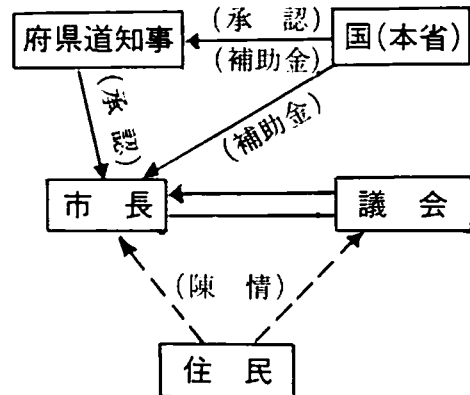 府県道知事
(承 認)
(補助金)
国(本省)
(承 認)
(補助金)
市 長
議 会
(陳 情)
住 民